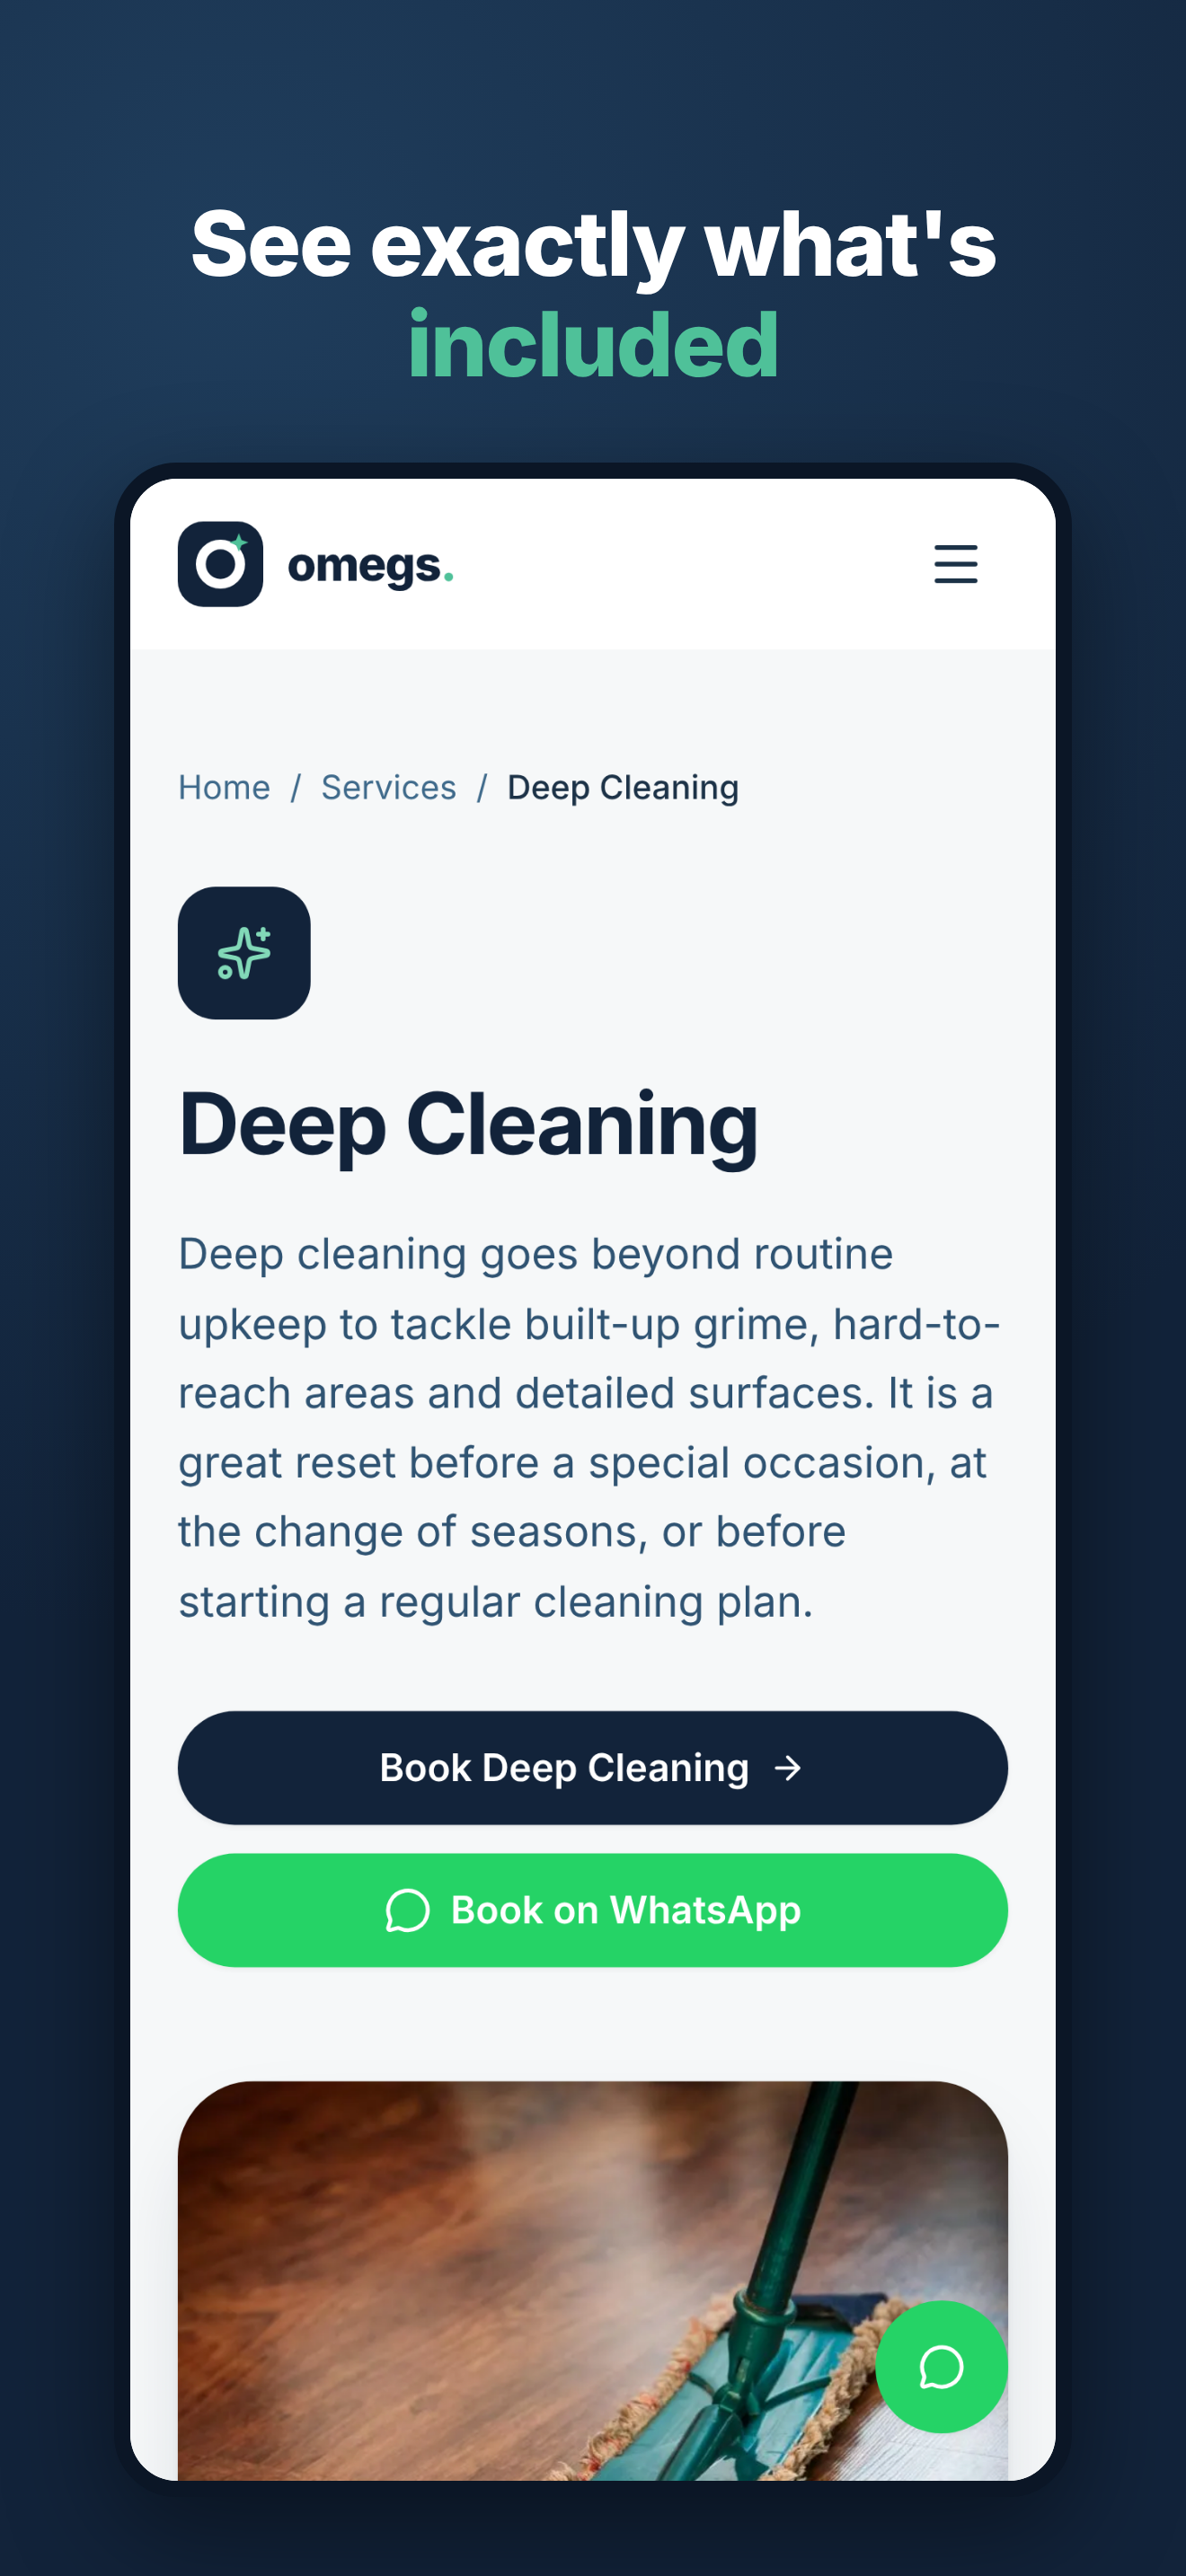 See exactly what's
included
omegs.
Home / Services / Deep Cleaning
Deep Cleaning
Deep cleaning goes beyond routine
upkeep to tackle built-up grime, hard-to-
reach areas and detailed surfaces. It is a
great reset before a special occasion, at
the change of seasons, or before
starting a regular cleaning plan.
Book Deep Cleaning →
Book on WhatsApp